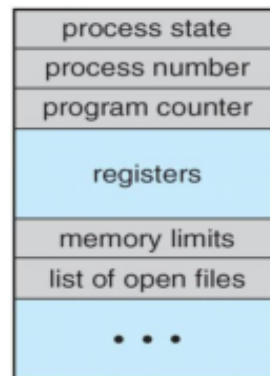 process state
process number
program counter
registers
memory limits
list of open files
• • •